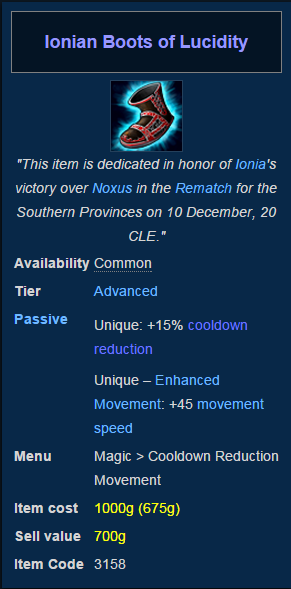 Ionian Boots of Lucidity
"This item is dedicated in honor of Ionia's
victory over Noxus in the Rematch for the
Southern Provinces on 10 December, 20
CLE."
Availability Common
Tier Advanced
Passive Unique: +15% cooldown
reduction
Unique – Enhanced
Movement: +45 movement
speed
Menu Magic > Cooldown Reduction
Movement
Item cost 1000g (675g)
Sell value 700g
Item Code 3158